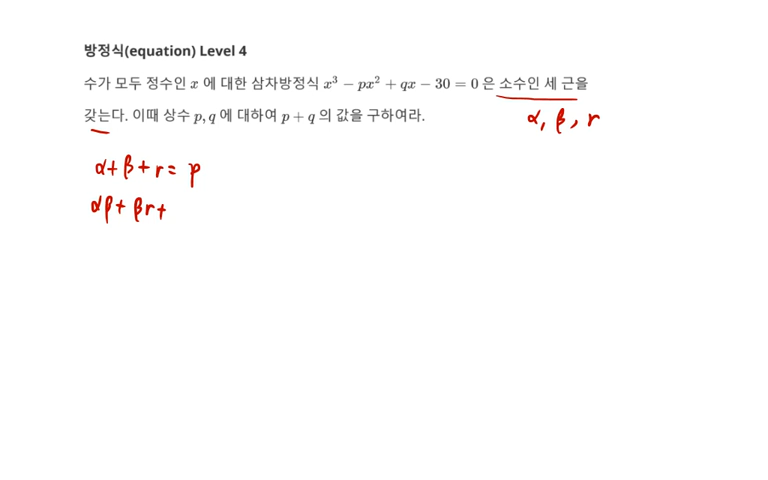 방정식(equation) Level 4
수가 모두 정수인 x 에 대한 삼차방정식 x³ − px² + qx − 30 = 0 은 소수인 세 근을
갖는다. 이때 상수 p, q 에 대하여 p + q 의 값을 구하여라.
α, β, r
α+β+r= p
αβ+ βr+